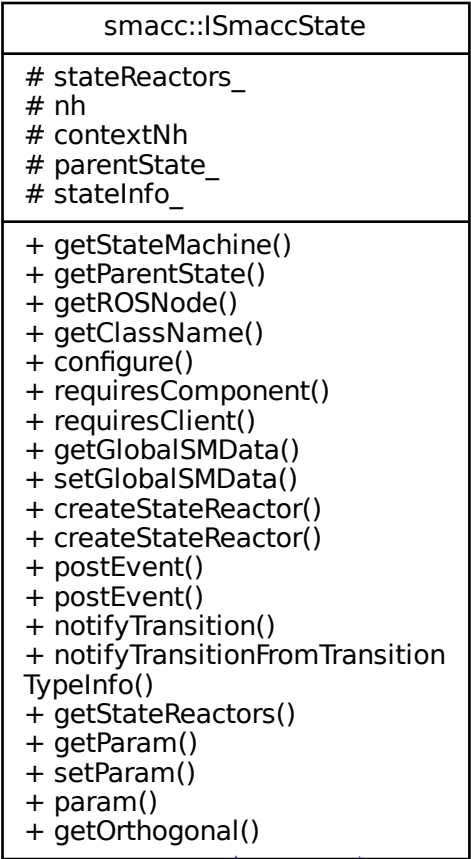 smacc::ISmaccState
# stateReactors_
# nh
# contextNh
# parentState_
# stateInfo_
+ getStateMachine()
+ getParentState()
+ getROSNode()
+ getClassName()
+ configure()
+ requiresComponent()
+ requiresClient()
+ getGlobalSMData()
+ setGlobalSMData()
+ createStateReactor()
+ createStateReactor()
+ postEvent()
+ postEvent()
+ notifyTransition()
+ notifyTransitionFromTransition
TypeInfo()
+ getStateReactors()
+ getParam()
+ setParam()
+ param()
+ getOrthogonal()